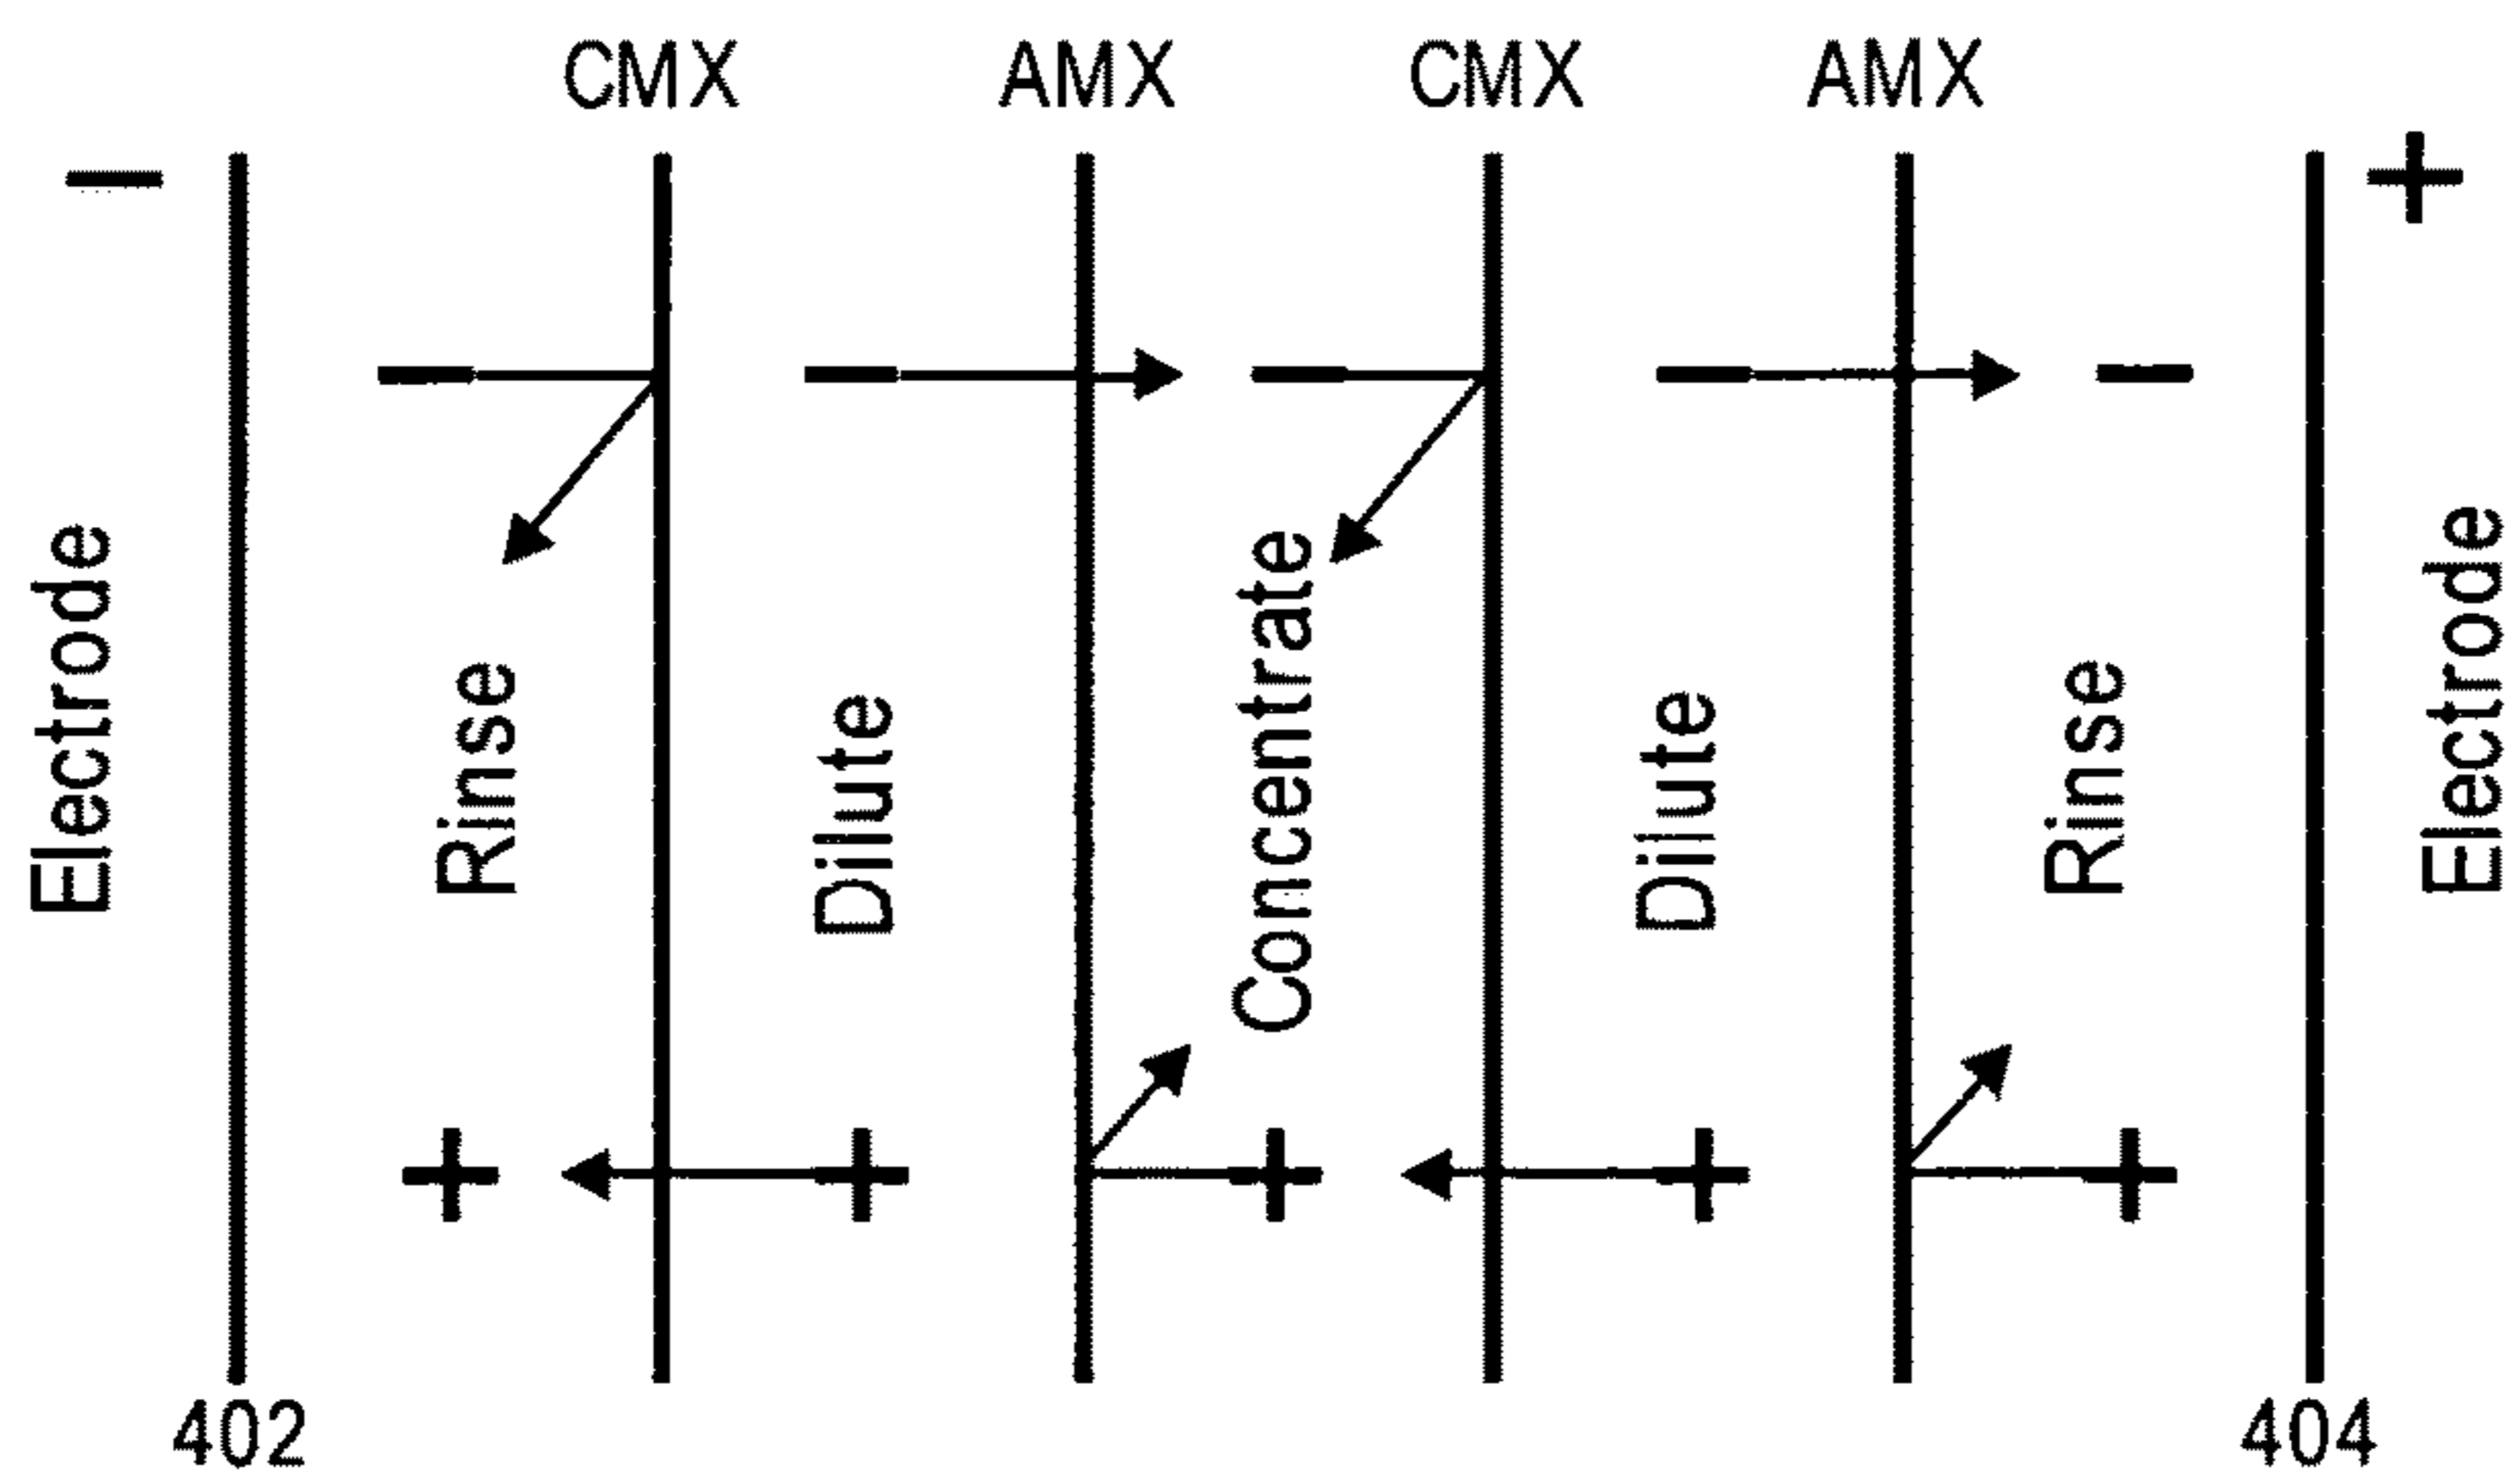 CMX AMX CMX AMX
− +
Electrode
Rinse
Dilute
Concentrate
Dilute
Rinse
Electrode
402 404